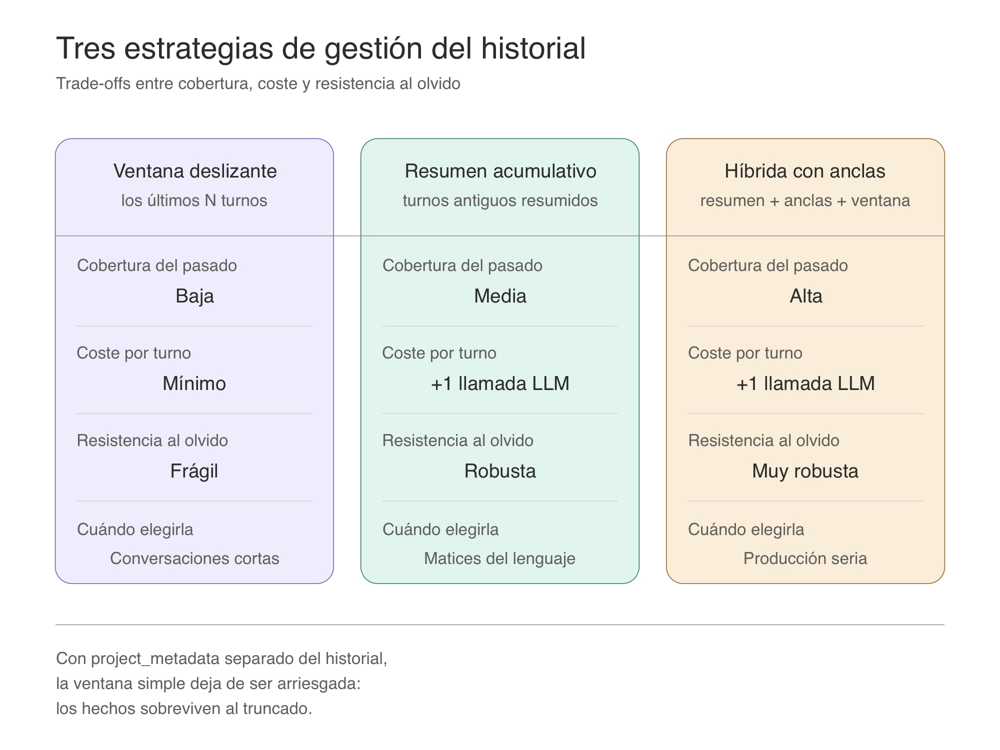 Tres estrategias de gestión del historial
Trade-offs entre cobertura, coste y resistencia al olvido
Ventana deslizante
los últimos N turnos
Cobertura del pasado
Baja
Coste por turno
Mínimo
Resistencia al olvido
Frágil
Cuándo elegirla
Conversaciones cortas
Resumen acumulativo
turnos antiguos resumidos
Cobertura del pasado
Media
Coste por turno
+1 llamada LLM
Resistencia al olvido
Robusta
Cuándo elegirla
Matices del lenguaje
Híbrida con anclas
resumen + anclas + ventana
Cobertura del pasado
Alta
Coste por turno
+1 llamada LLM
Resistencia al olvido
Muy robusta
Cuándo elegirla
Producción seria
Con project_metadata separado del historial,
la ventana simple deja de ser arriesgada:
los hechos sobreviven al truncado.